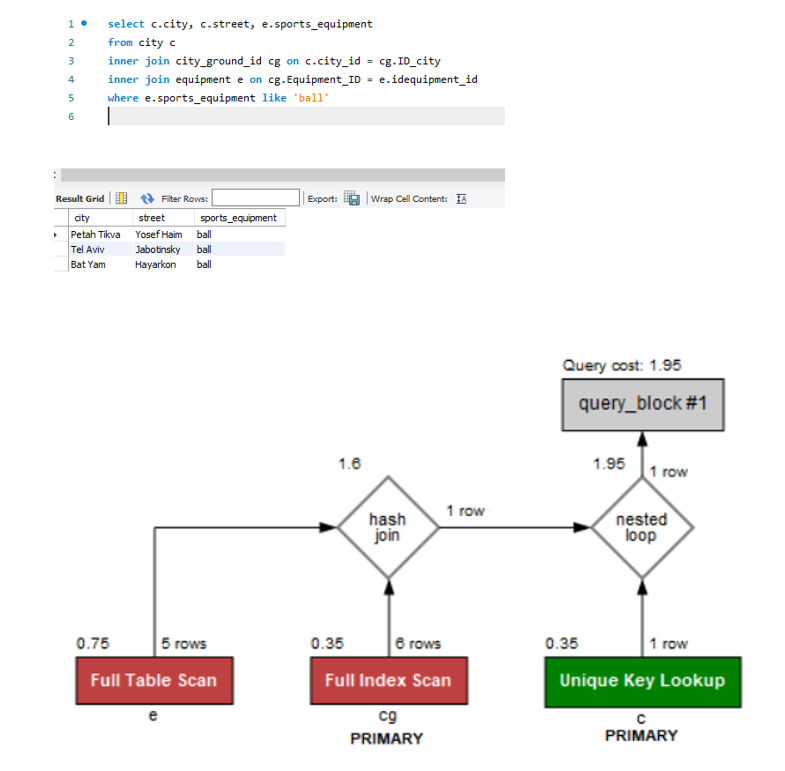 1 select c.city, c.street, e.sports_equipment
2 from city c
3 inner join city_ground_id cg on c.city_id = cg.ID_city
4 inner join equipment e on cg.Equipment_ID = e.idequipment_id
5 where e.sports_equipment like 'ball'
6
Result Grid Filter Rows: Export: Wrap Cell Content:
city street sports_equipment
Petah Tikva Yosef Haim ball
Tel Aviv Jabotinsky ball
Bat Yam Hayarkon ball
Query cost: 1.95
query_block #1
1.6 1.95 1 row
hash join 1 row nested loop
0.75 5 rows 0.35 6 rows 0.35 1 row
Full Table Scan Full Index Scan Unique Key Lookup
e cg c
PRIMARY PRIMARY